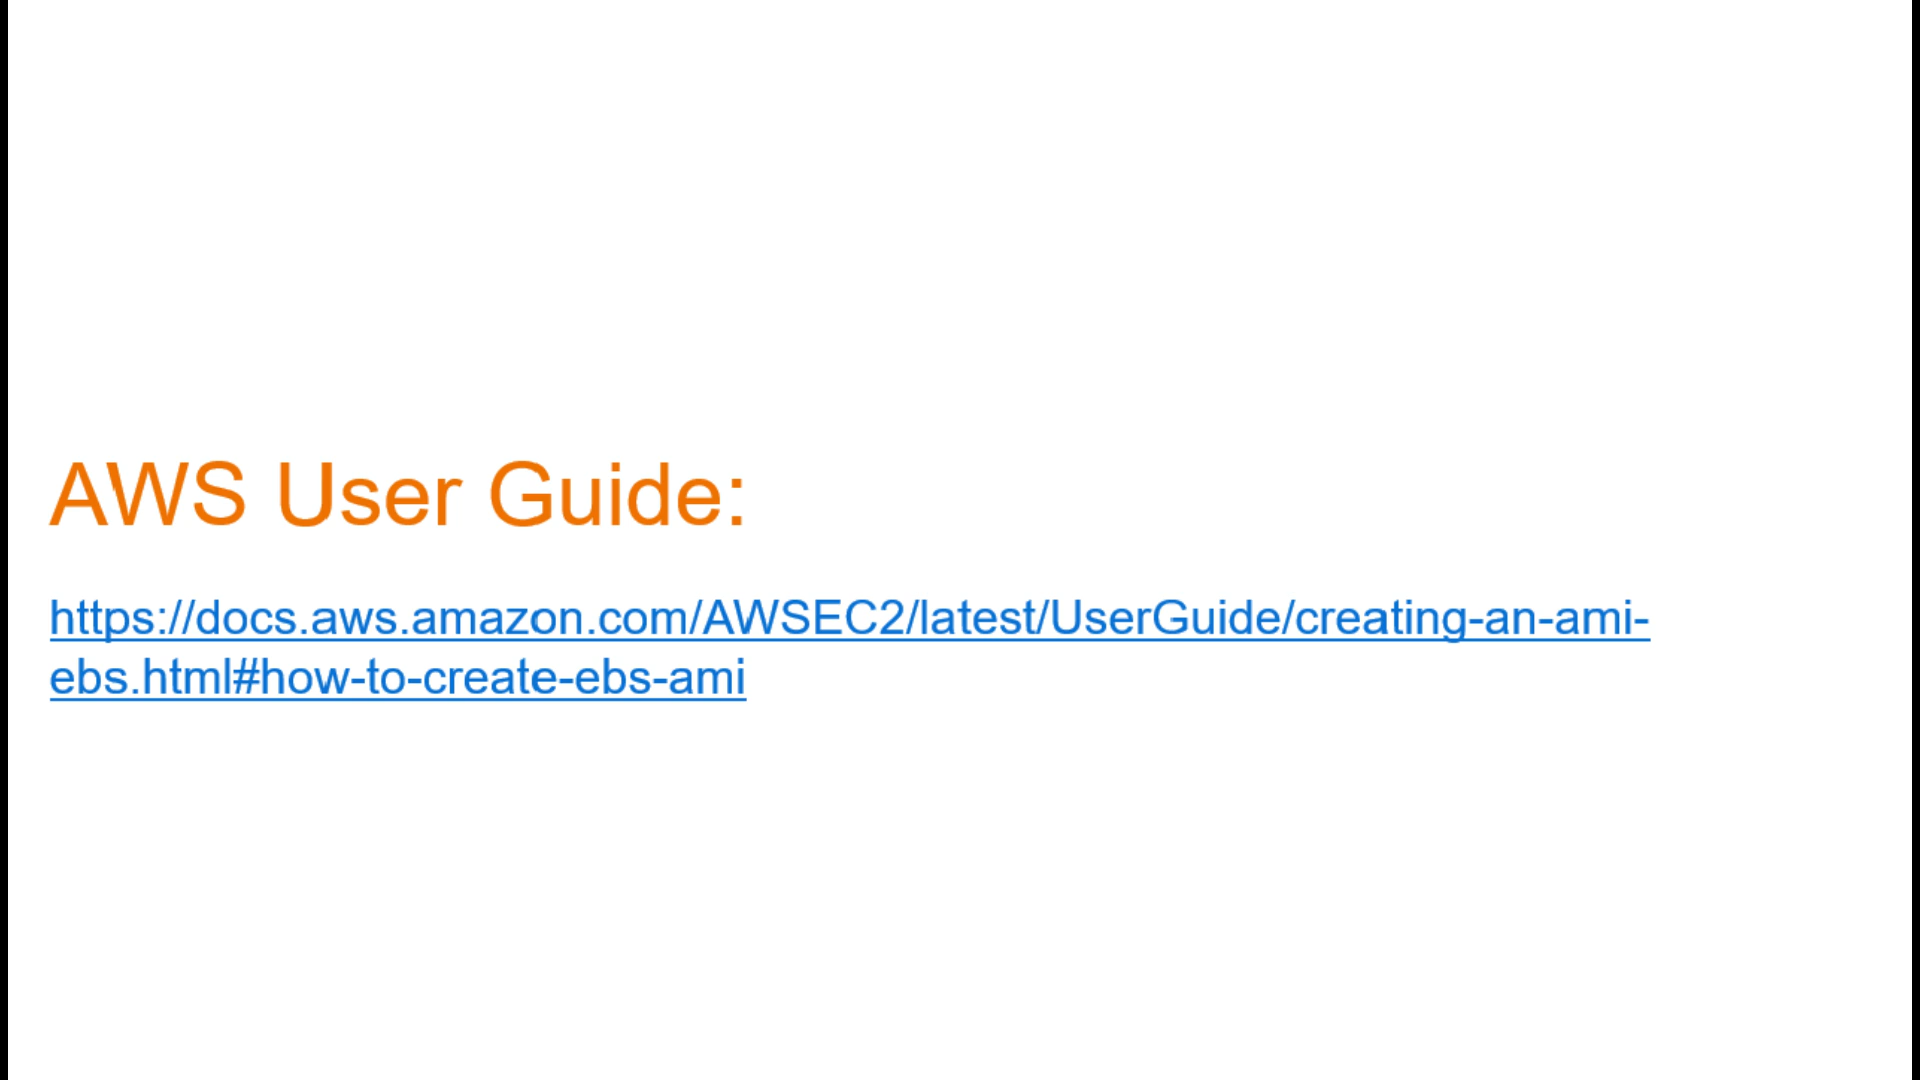 AWS User Guide:
https://docs.aws.amazon.com/AWSEC2/latest/UserGuide/creating-an-ami-
ebs.html#how-to-create-ebs-ami